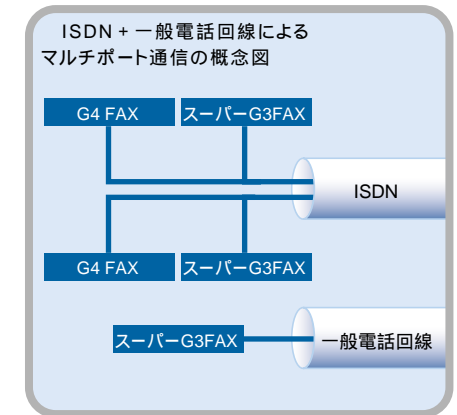 ISDN+一般電話回線による
マルチポート通信の概念図
G4 FAX スーパーG3FAX
ISDN
G4 FAX スーパーG3FAX
スーパーG3FAX 一般電話回線